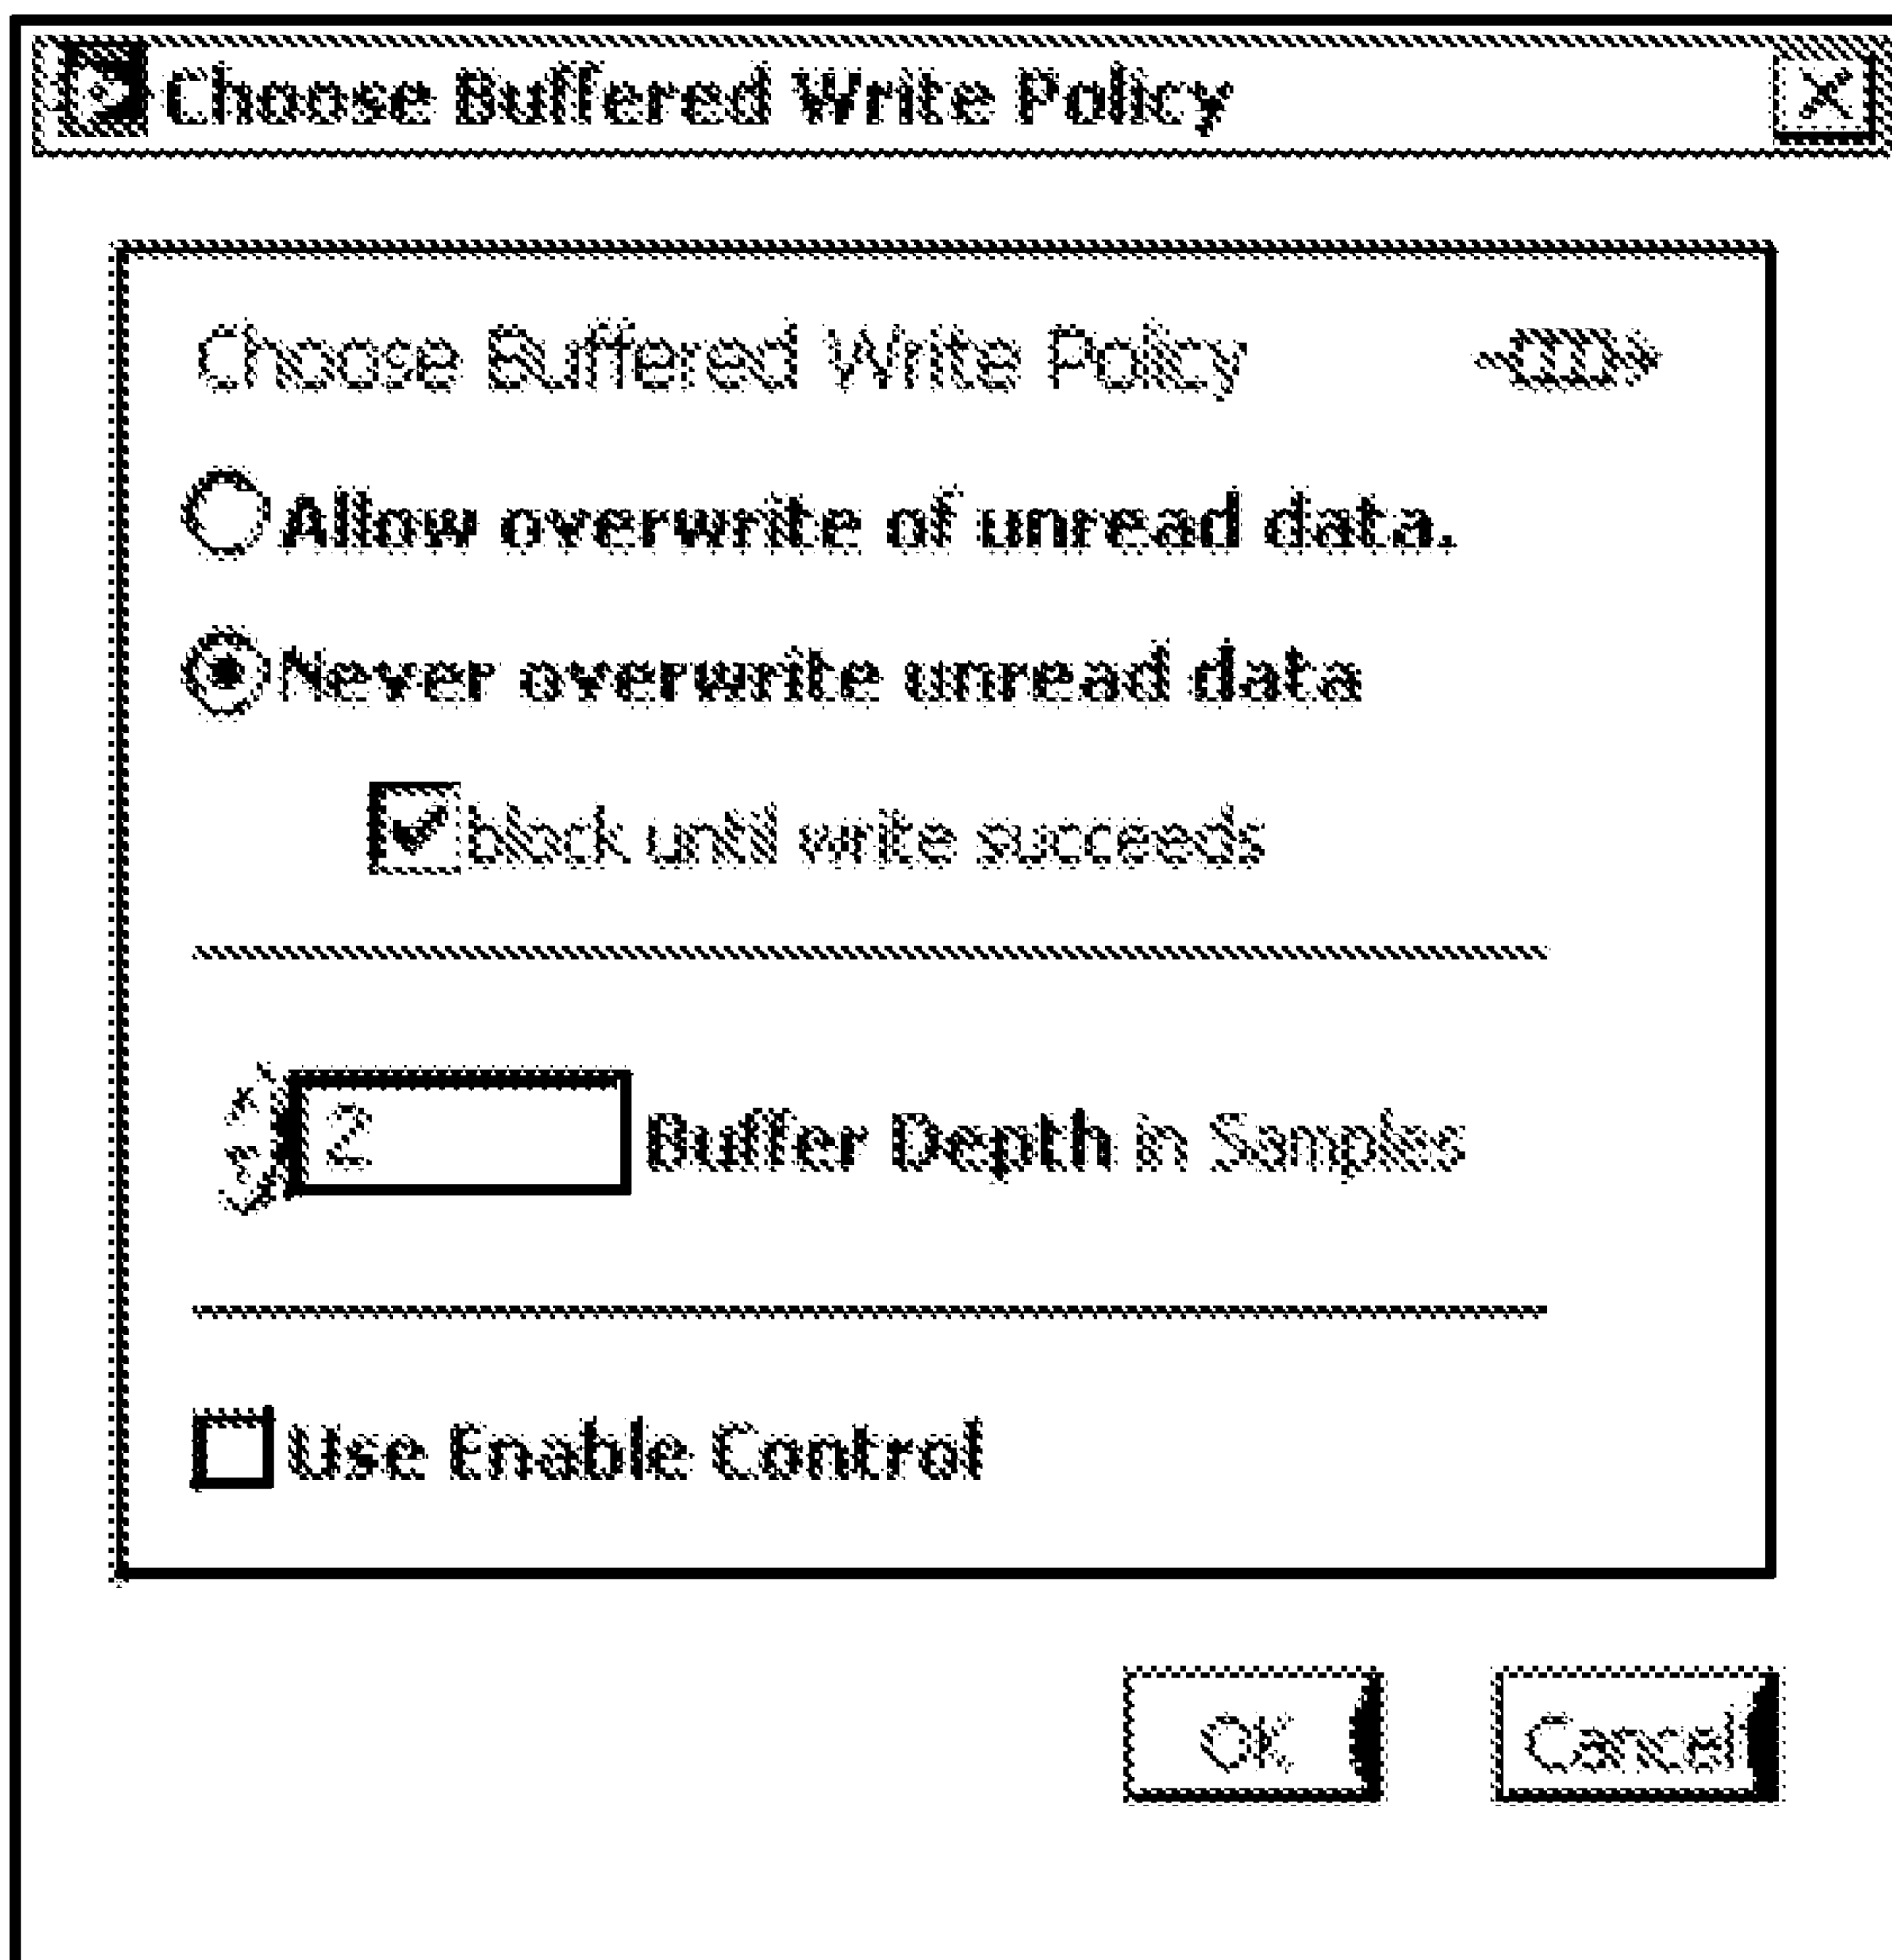 Choose Buffered Write Policy
Choose Buffered Write Policy
Allow overwrite of unread data.
Never overwrite unread data
block until write succeeds
2 Buffer Depth in Samples
Use Enable Control
OK Cancel